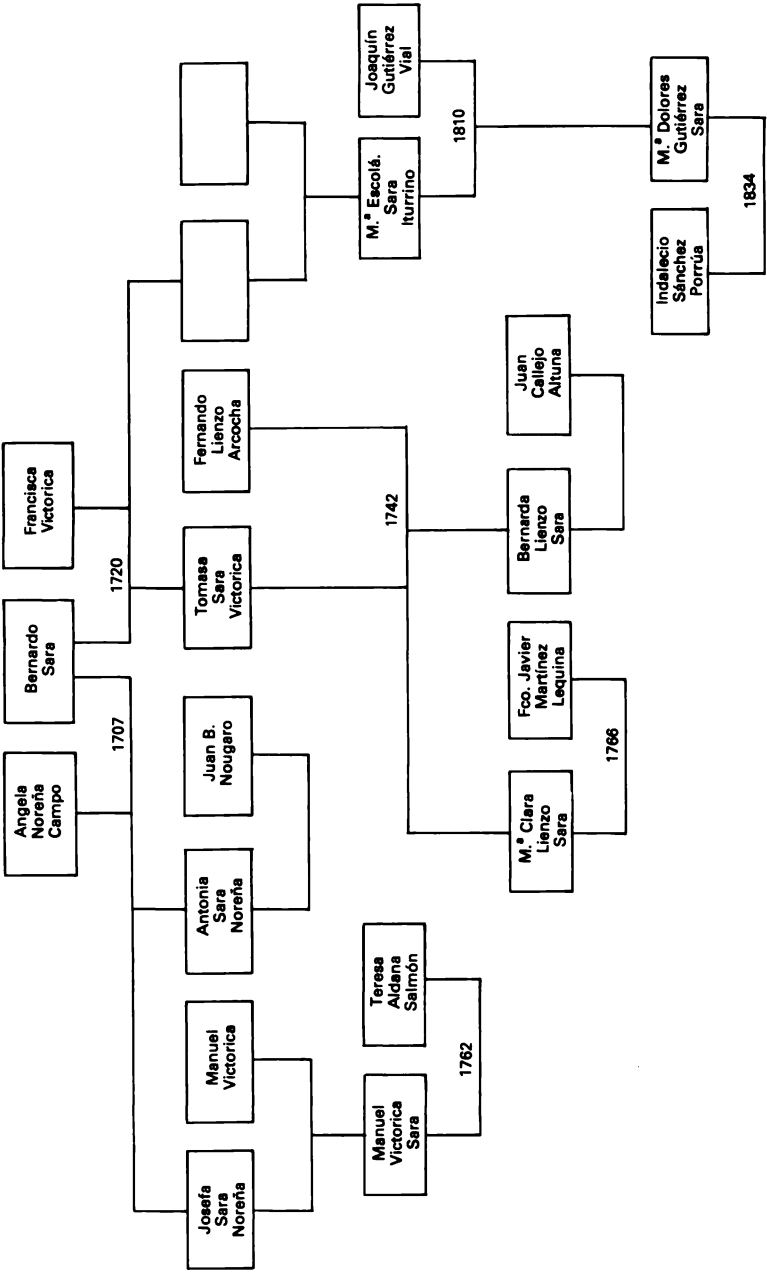 Angela
Noreña
Campo
Bernardo
Sara
Francisca
Victorica
1707
1720
Josefa
Sara
Noreña
Manuel
Victorica
Antonia
Sara
Noreña
Juan B.
Nougaro
Tomasa
Sara
Victorica
Fernando
Lienzo
Arcocha
Manuel
Victorica
Sara
Teresa
Aldana
Salmón
1742
M.ª Escolá.
Sara
Iturrino
Joaquín
Gutiérrez
Vial
1762
1810
M.ª Clara
Lienzo
Sara
Fco. Javier
Martínez
Lequina
Bernarda
Lienzo
Sara
Juan
Callejo
Altuna
1766
Indalecio
Sánchez
Porrúa
M.ª Dolores
Gutiérrez
Sara
1834